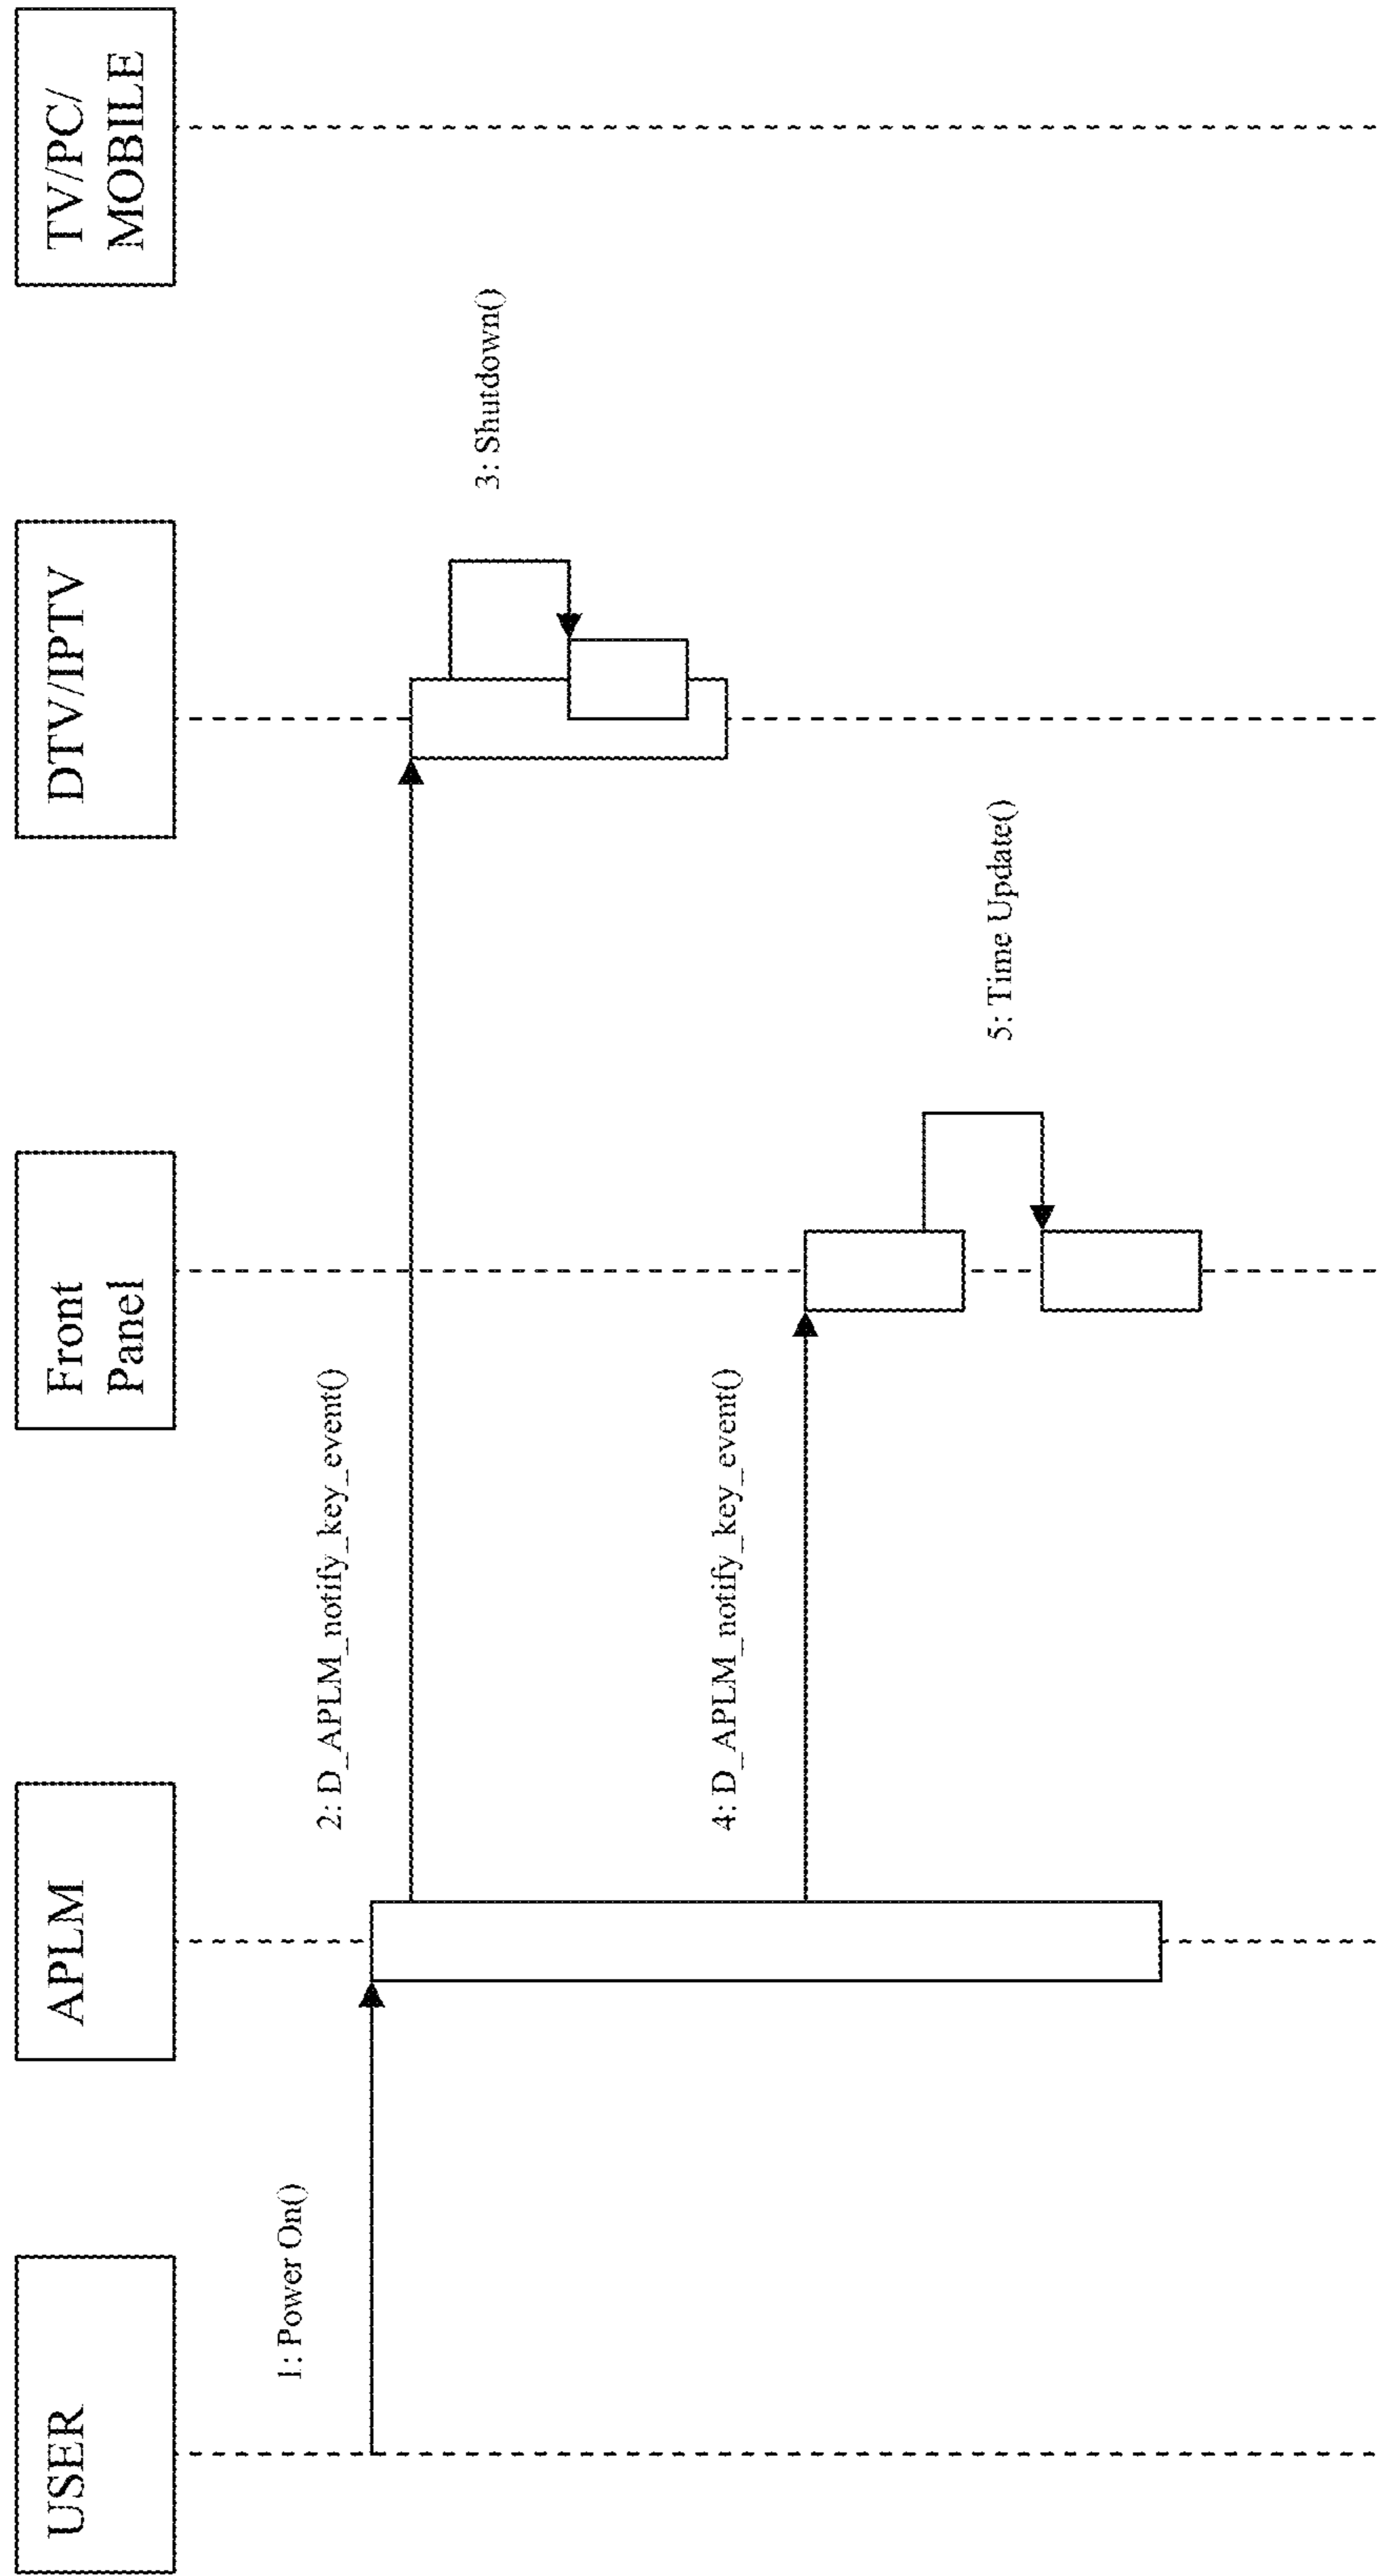 USER
APLM
Front
Panel
DTV/IPTV
TV/PC/
MOBILE
1: Power On()
2: D_APLM_notify_key_event()
3: Shutdown()
4: D_APLM_notify_key_event()
5: Time Update()